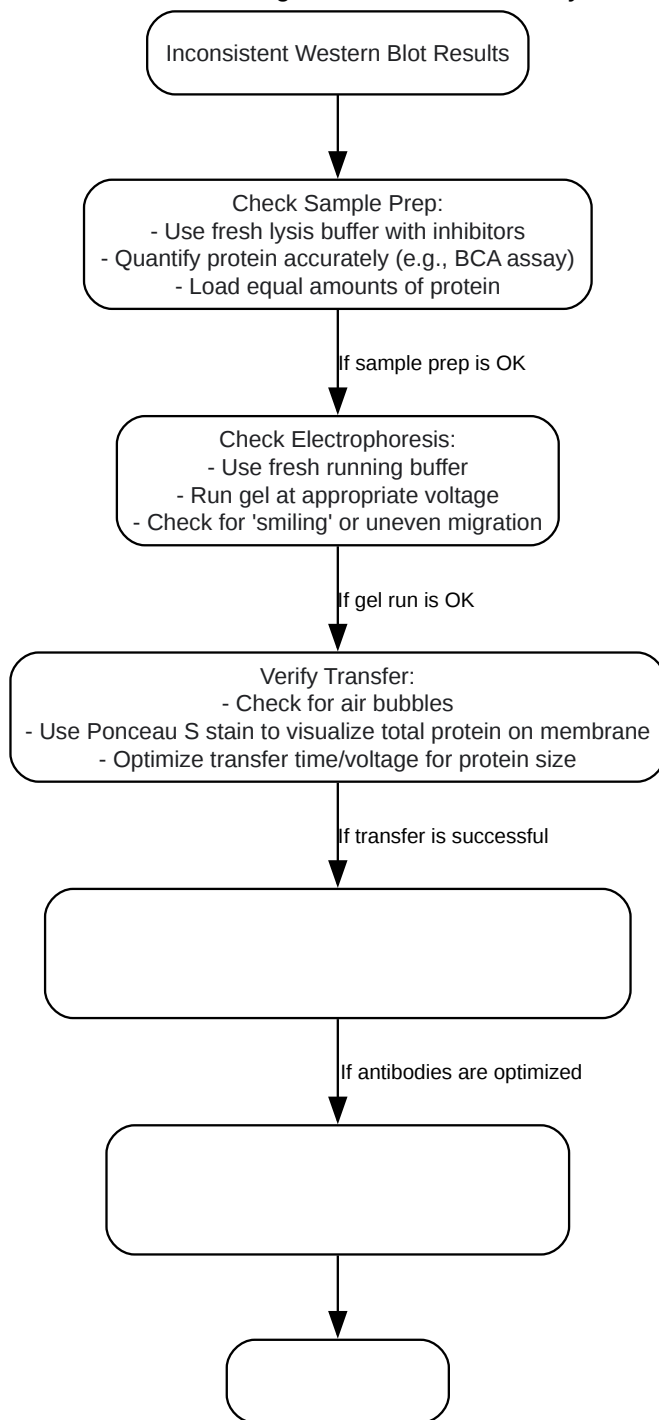 Inconsistent Western Blot Results
Check Sample Prep:
- Use fresh lysis buffer with inhibitors
- Quantify protein accurately (e.g., BCA assay)
- Load equal amounts of protein
If sample prep is OK
Check Electrophoresis:
- Use fresh running buffer
- Run gel at appropriate voltage
- Check for 'smiling' or uneven migration
If gel run is OK
Verify Transfer:
- Check for air bubbles
- Use Ponceau S stain to visualize total protein on membrane
- Optimize transfer time/voltage for protein size
If transfer is successful
If antibodies are optimized